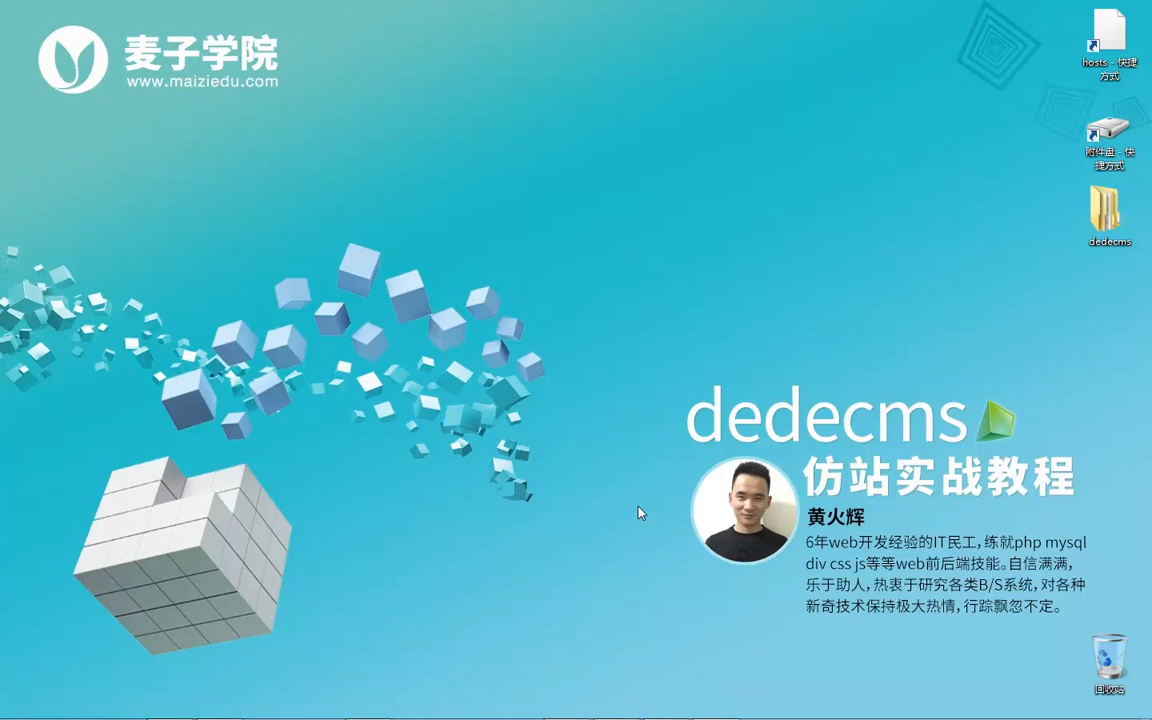 麦子学院
www.maiziedu.com
hosts - 快捷
方式
附件盘 - 快
捷方式
dedecms
dedecms
仿站实战教程
黄火辉
6年web开发经验的IT民工，练就php mysql
div css js等等web前后端技能。自信满满，
乐于助人，热衷于研究各类B/S系统，对各种
新奇技术保持极大热情，行踪飘忽不定。
回收站